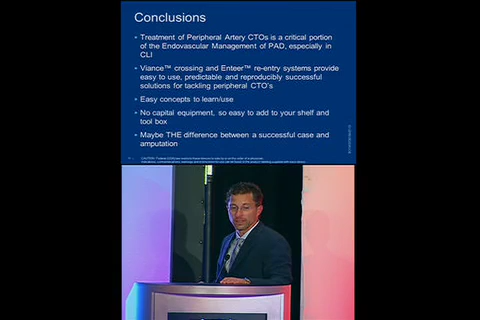 Conclusions
• Treatment of Peripheral Artery CTOs is a critical portion
of the Endovascular Management of PAD, especially in
CLI
• Viance™ crossing and Enteer™ re-entry systems provide
easy to use, predictable and reproducibly successful
solutions for tackling peripheral CTO's
• Easy concepts to learn/use
• No capital equipment, so easy to add to your shelf and
tool box
• Maybe THE difference between a successful case and
amputation